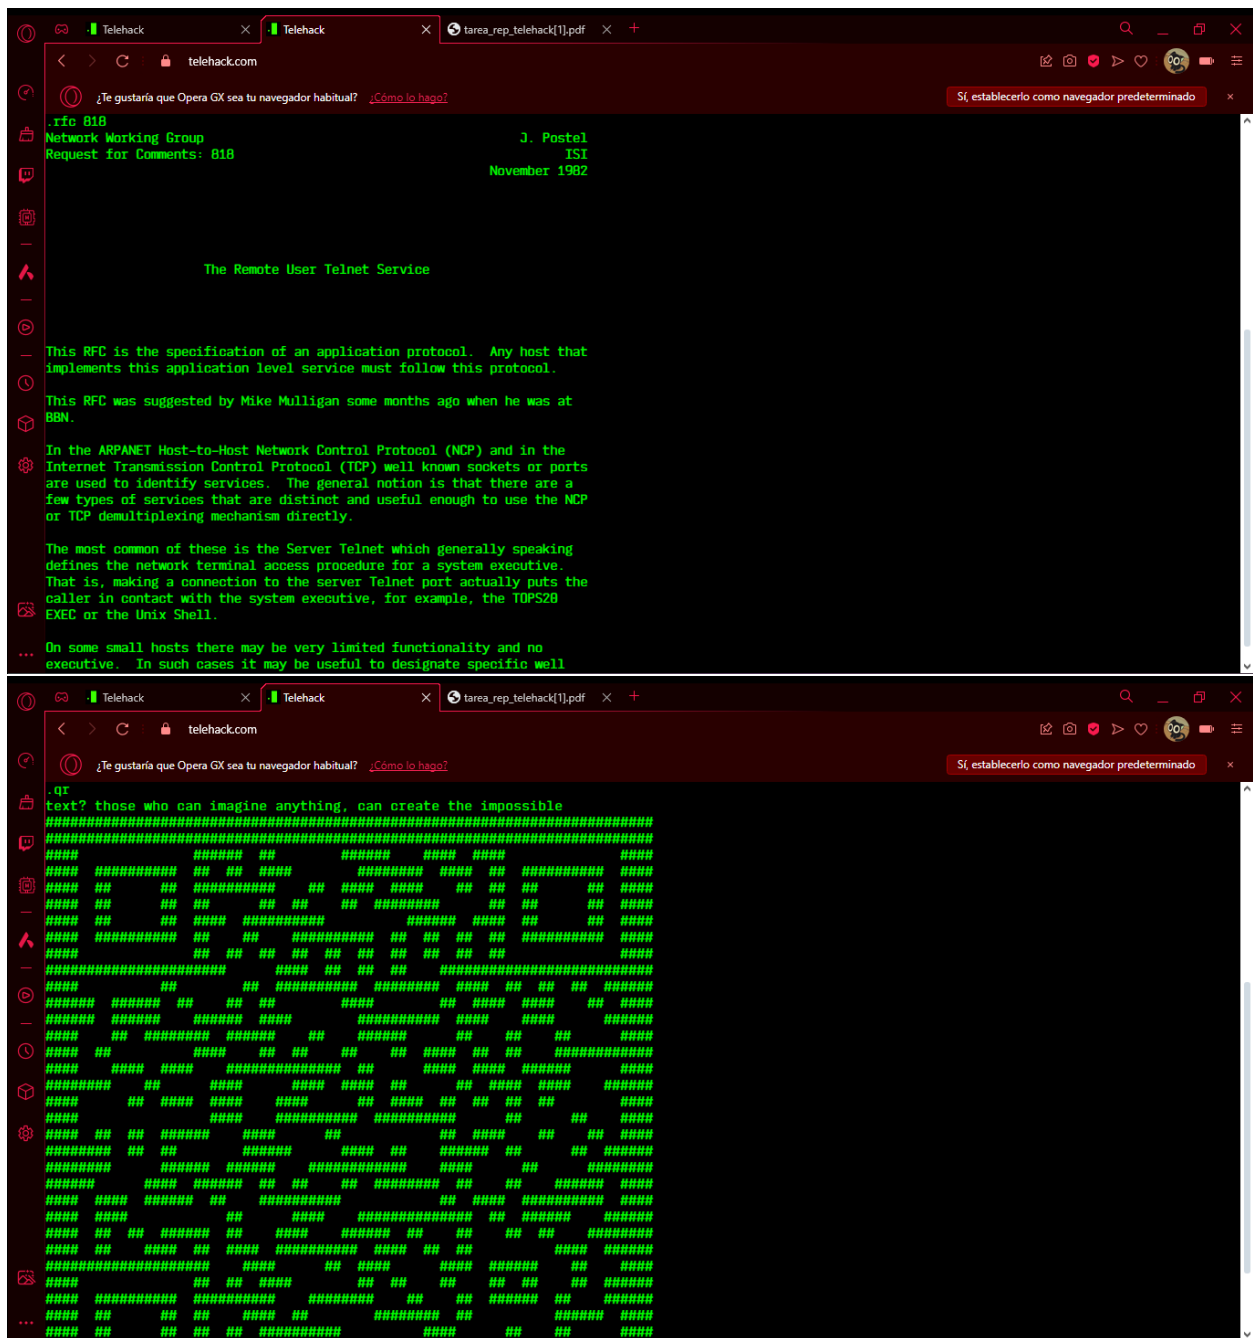 Telehack
Telehack
tarea_rep_telehack[1].pdf
telehack.com
¿Te gustaría que Opera GX sea tu navegador habitual? ¿Cómo lo hago? Sí, establecerlo como navegador predeterminado
.rfc 818
Network Working Group J. Postel
Request for Comments: 818 ISI
November 1982
The Remote User Telnet Service
This RFC is the specification of an application protocol. Any host that
implements this application level service must follow this protocol.
This RFC was suggested by Mike Mulligan some months ago when he was at
BBN.
In the ARPANET Host-to-Host Network Control Protocol (NCP) and in the
Internet Transmission Control Protocol (TCP) well known sockets or ports
are used to identify services. The general notion is that there are a
few types of services that are distinct and useful enough to use the NCP
or TCP demultiplexing mechanism directly.
The most common of these is the Server Telnet which generally speaking
defines the network terminal access procedure for a system executive.
That is, making a connection to the server Telnet port actually puts the
caller in contact with the system executive, for example, the TOPS20
EXEC or the Unix Shell.
On some small hosts there may be very limited functionality and no
executive. In such cases it may be useful to designate specific well
Telehack
Telehack
tarea_rep_telehack[1].pdf
telehack.com
¿Te gustaría que Opera GX sea tu navegador habitual? ¿Cómo lo hago? Sí, establecerlo como navegador predeterminado
.qr
text? those who can imagine anything, can create the impossible